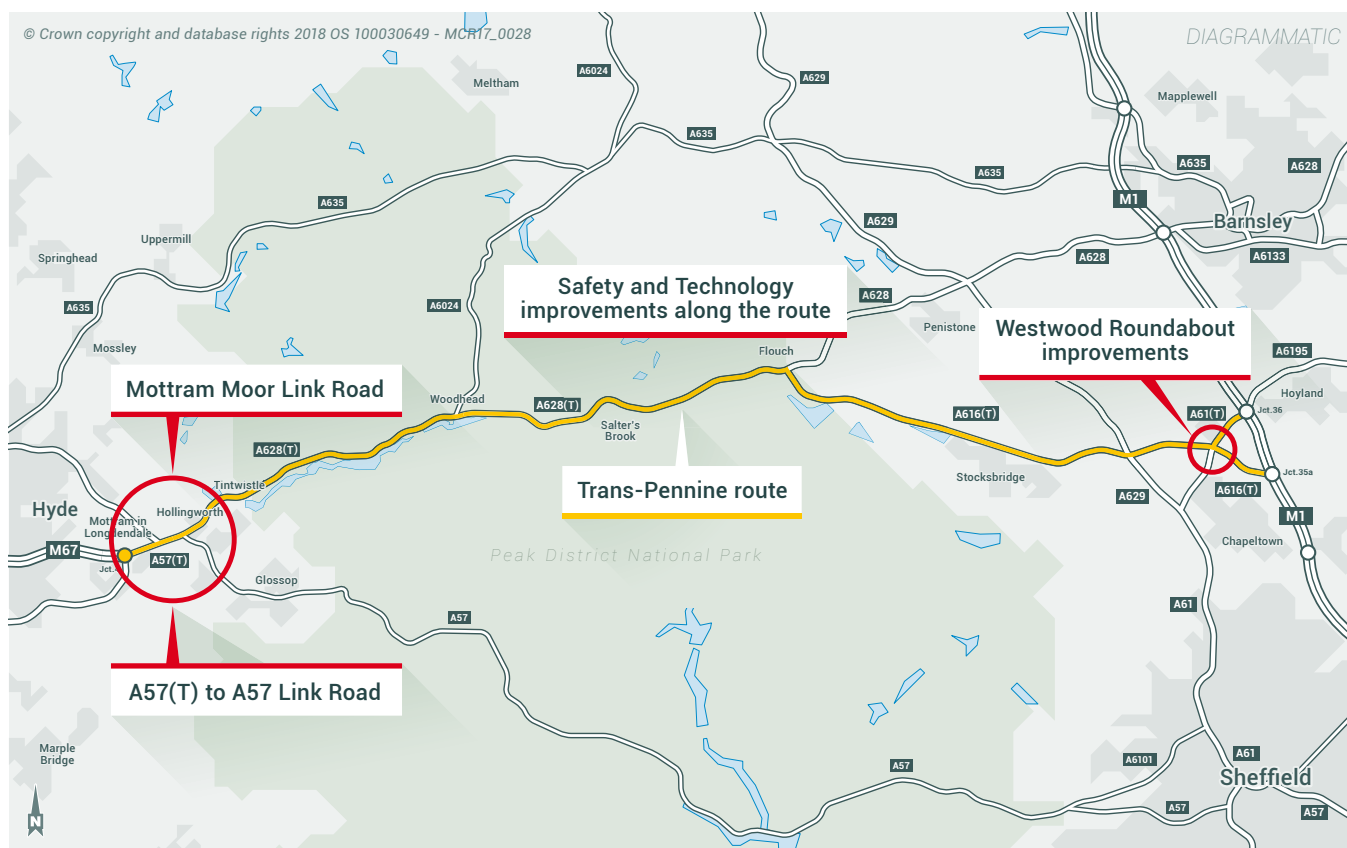 © Crown copyright and database rights 2018 OS 100030649 - MCR17_0028
DIAGRAMMATIC
A6024
A629
Meltham
Mapplewell
A635
A635
A628
A635
A635
M1
Barnsley
A629
Uppermill
A6133
Springhead
A628
Safety and Technology
improvements along the route
A628
A635
A6024
Penistone
Westwood Roundabout
improvements
Mossley
Flouch
A6195
Mottram Moor Link Road
Hoyland
Woodhead
A628(T)
Jct.36
A61(T)
A616(T)
Salter's
Brook
A628(T)
Jct.35a
Stocksbridge
Tintwistle
Trans-Pennine route
A616(T)
A629
Hyde
Hollingworth
M1
Mottram in
Longdendale
Chapeltown
M67
Peak District National Park
A57(T)
Jct.
Glossop
A61
A57
A57(T) to A57 Link Road
Marple
Bridge
A6101
A61
A57
Sheffield
A57
A57
N